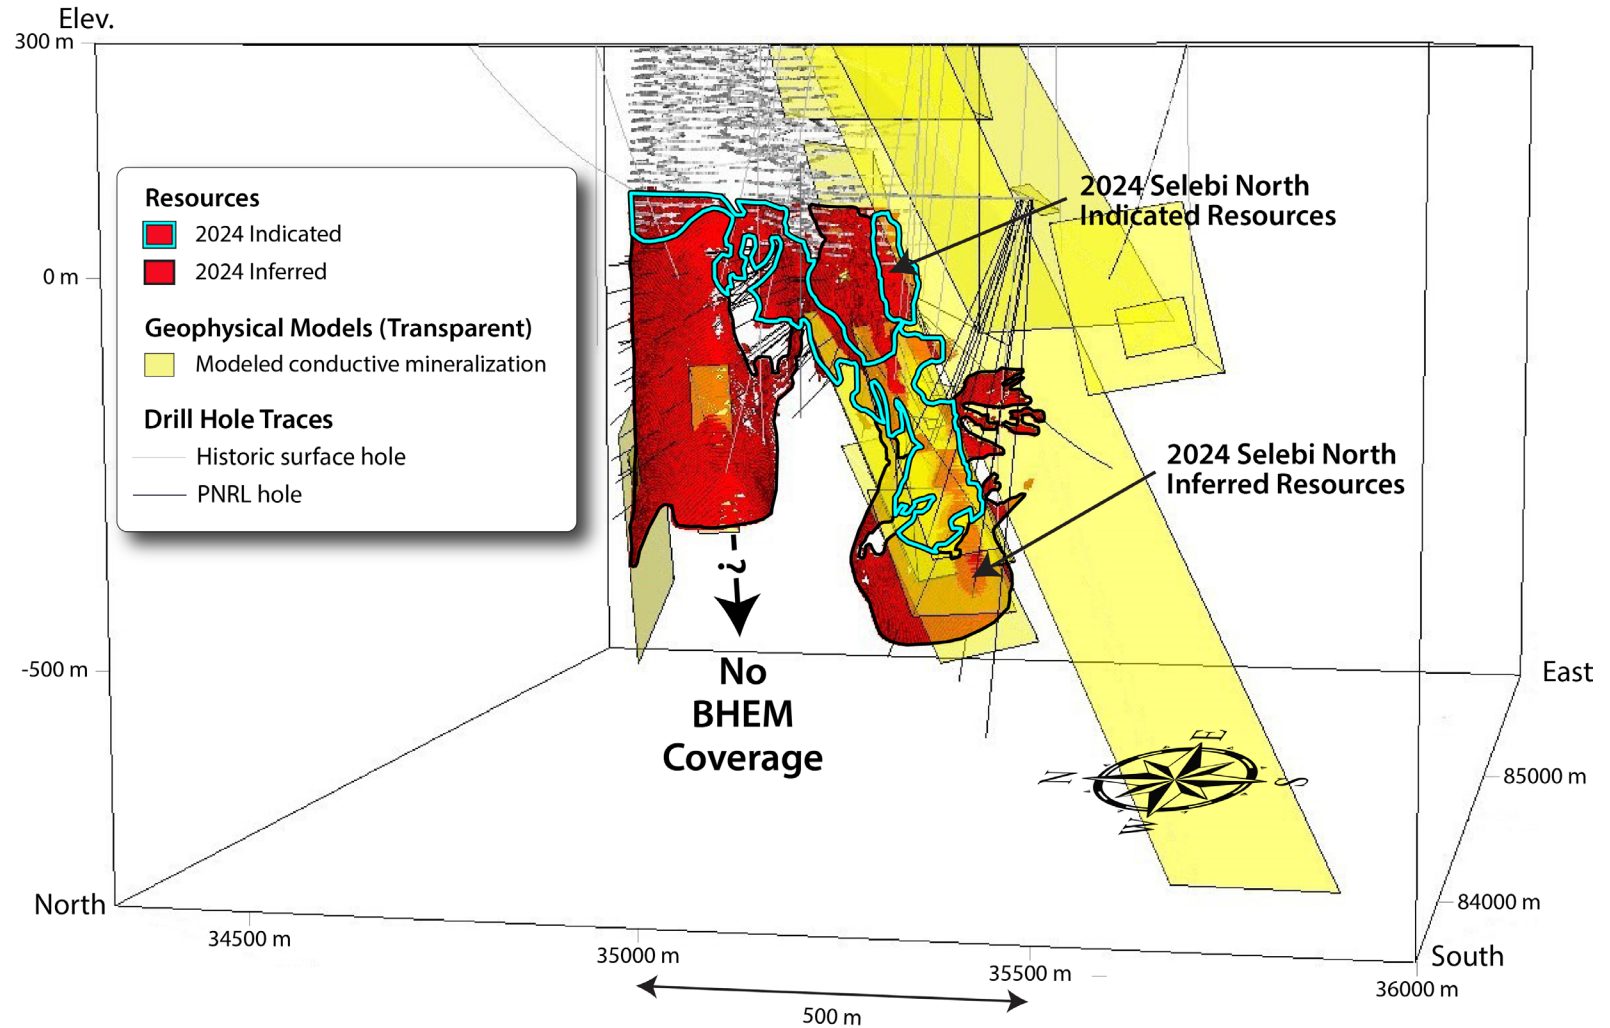 Elev.
300 m
0 m
-500 m
Resources
2024 Indicated
2024 Inferred
Geophysical Models (Transparent)
Modeled conductive mineralization
Drill Hole Traces
Historic surface hole
PNRL hole
2024 Selebi North
Indicated Resources
2024 Selebi North
Inferred Resources
?
No
BHEM
Coverage
East
85000 m
84000 m
N
E
S
W
North
South
34500 m
35000 m
35500 m
36000 m
500 m